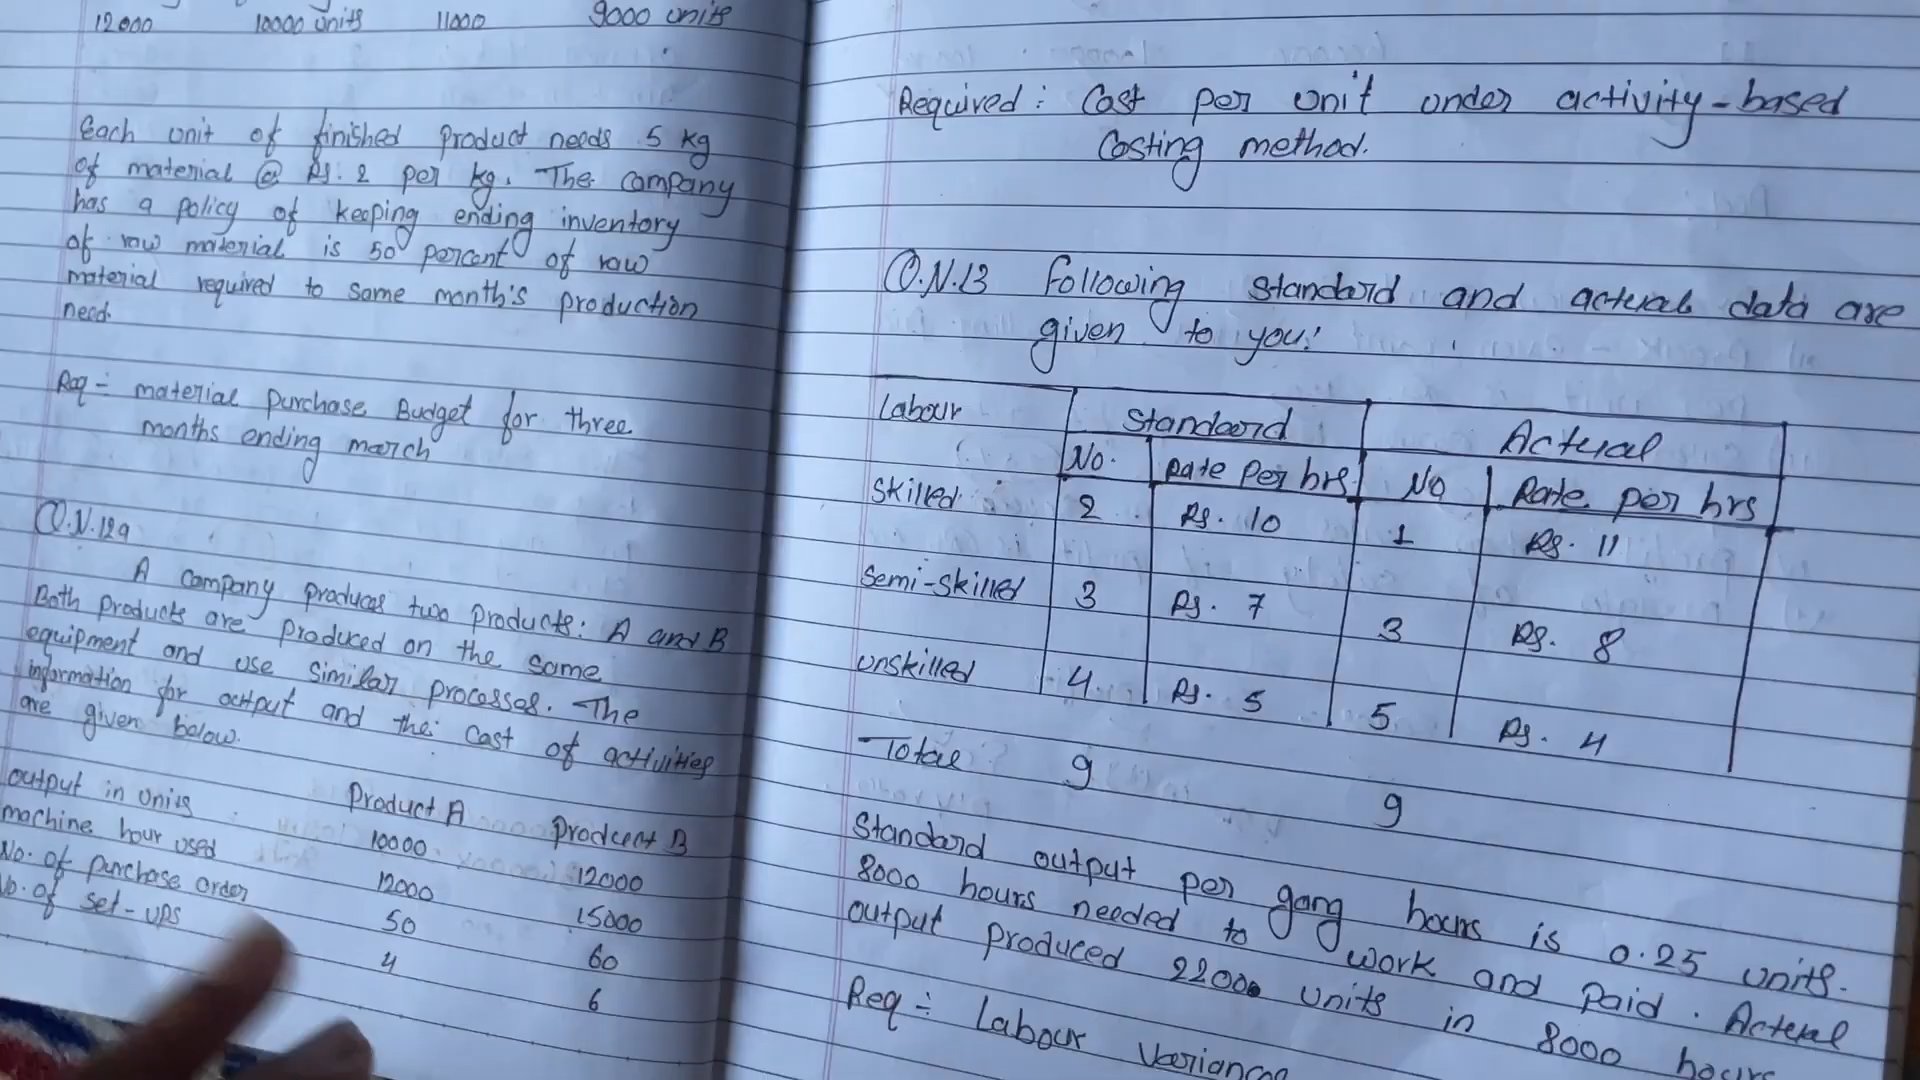 12000 10000 units 11000 9000 units
Each unit of finished product needs 5 kg
of material @ Rs. 2 per kg. The company
has a policy of keeping ending inventory
of raw material is 50 percent of raw
material required to same month's production
need.
Req÷ material purchase Budget for three
months ending march
Q.N.12a
A company produces two products: A and B
Both products are produced on the same
equipment and use similar processes. The
information for output and the cost of activities
are given below.
Product A Product B
output in units 10000 12000
machine hour used 12000 15000
No. of purchase order 50 60
No. of set-ups 4 6
Required: Cost per unit under activity-based
Costing method.
Q.N.13 Following standard and actual data are
given to you:
Labour Standard Actual
No. Rate per hrs No Rate per hrs
Skilled 2 Rs. 10 1 Rs. 11
Semi-skilled 3 Rs. 7 3 Rs. 8
unskilled 4 Rs. 5 5 Rs. 4
Total 9 9
Standard output per gang hours is 0.25 units.
8000 hours needed to work and paid. Actual
output produced 22000 units in 8000 hours
Req÷ Labour Variances